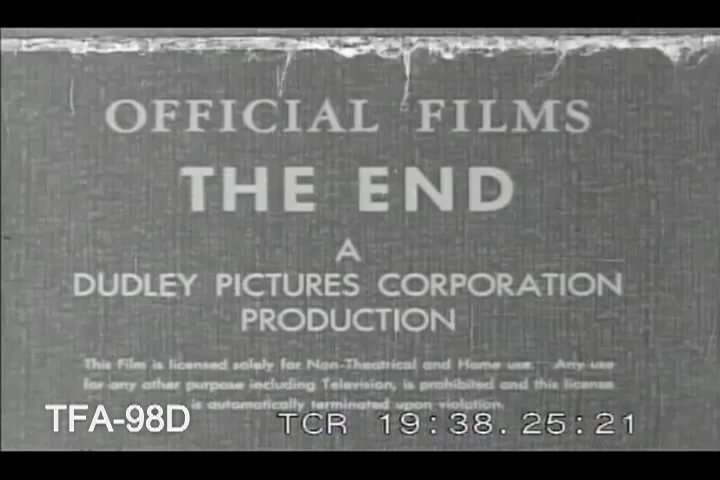 OFFICIAL FILMS
THE END
A
DUDLEY PICTURES CORPORATION
PRODUCTION
This Film is licensed solely for Non-Theatrical and Home use. Any use
for any other purpose including Television, is prohibited and this license
is automatically terminated upon violation.
TFA-98D
TCR 19:38.25:21